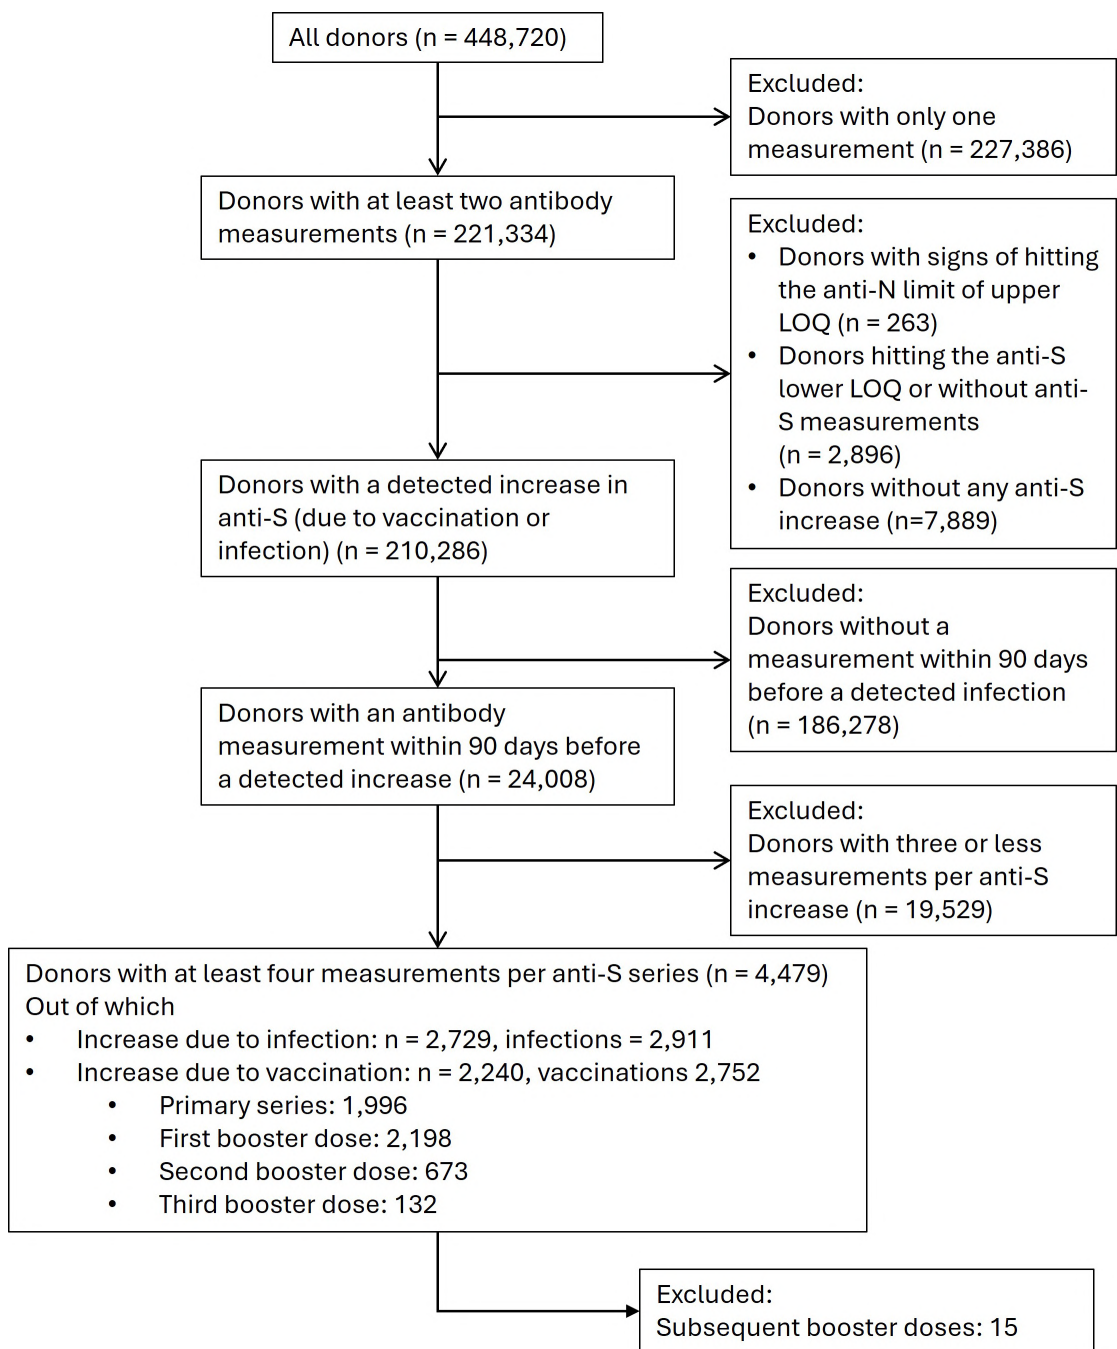 All donors (n = 448,720)
Excluded:
Donors with only one
measurement (n = 227,386)
Donors with at least two antibody
measurements (n = 221,334)
Excluded:
• Donors with signs of hitting
the anti-N limit of upper
LOQ (n = 263)
• Donors hitting the anti-S
lower LOQ or without anti-
S measurements
(n = 2,896)
• Donors without any anti-S
increase (n=7,889)
Donors with a detected increase in
anti-S (due to vaccination or
infection) (n = 210,286)
Excluded:
Donors without a
measurement within 90 days
before a detected infection
(n = 186,278)
Donors with an antibody
measurement within 90 days before
a detected increase (n = 24,008)
Excluded:
Donors with three or less
measurements per anti-S
increase (n = 19,529)
Donors with at least four measurements per anti-S series (n = 4,479)
Out of which
• Increase due to infection: n = 2,729, infections = 2,911
• Increase due to vaccination: n = 2,240, vaccinations 2,752
• Primary series: 1,996
• First booster dose: 2,198
• Second booster dose: 673
• Third booster dose: 132
Excluded:
Subsequent booster doses: 15